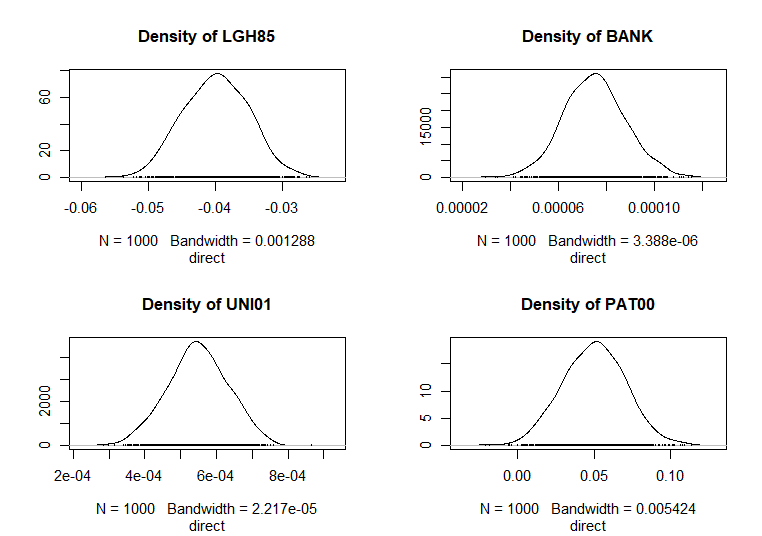 Density of LGH85
60
20
0
-0.06 -0.05 -0.04 -0.03
N = 1000 Bandwidth = 0.001288
direct
Density of BANK
15000
0
0.00002 0.00006 0.00010
N = 1000 Bandwidth = 3.388e-06
direct
Density of UNI01
2000
0
2e-04 4e-04 6e-04 8e-04
N = 1000 Bandwidth = 2.217e-05
direct
Density of PAT00
10
5
0
0.00 0.05 0.10
N = 1000 Bandwidth = 0.005424
direct